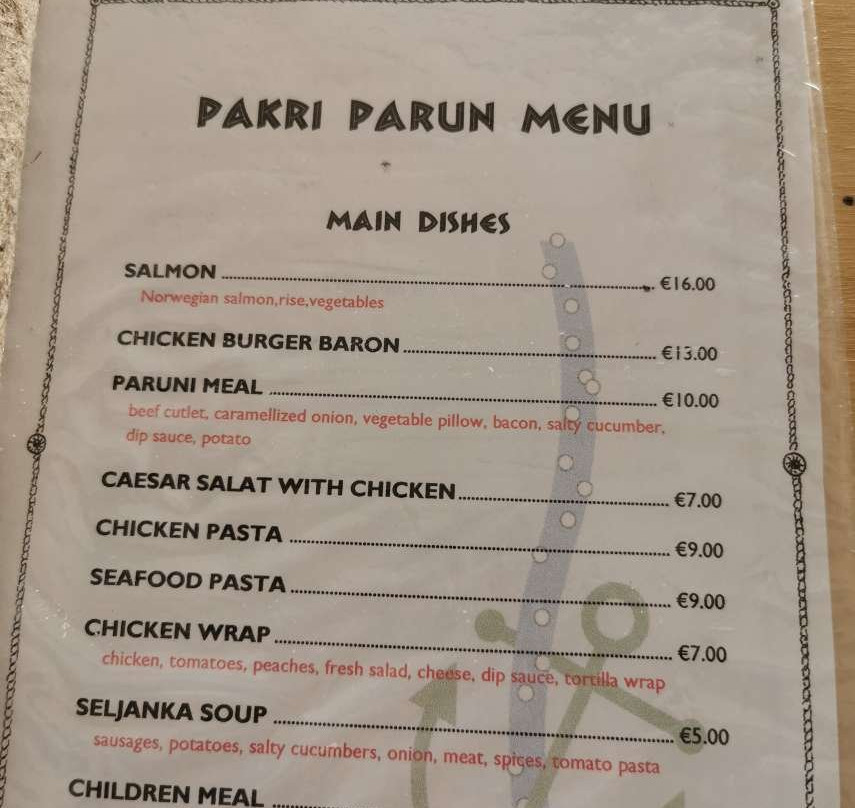 PAKRI PARUN MENU
MAIN DISHES
SALMON ........ €16.00
Norwegian salmon,rise,vegetables
CHICKEN BURGER BARON ........ €13.00
PARUNI MEAL ........ €10.00
beef cutlet, caramellized onion, vegetable pillow, bacon, salty cucumber,
dip sauce, potato
CAESAR SALAT WITH CHICKEN ........ €7.00
CHICKEN PASTA ........ €9.00
SEAFOOD PASTA ........ €9.00
CHICKEN WRAP ........ €7.00
chicken, tomatoes, peaches, fresh salad, cheese, dip sauce, tortilla wrap
SELJANKA SOUP ........ €5.00
sausages, potatoes, salty cucumbers, onion, meat, spices, tomato pasta
CHILDREN MEAL ........